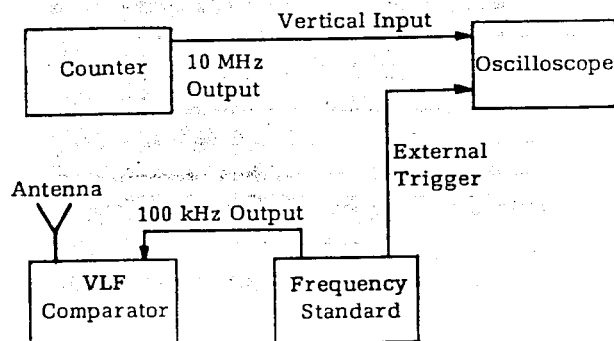 Vertical Input
Counter
10 MHz
Output
Oscilloscope
External
Trigger
Antenna
100 kHz Output
VLF
Comparator
Frequency
Standard